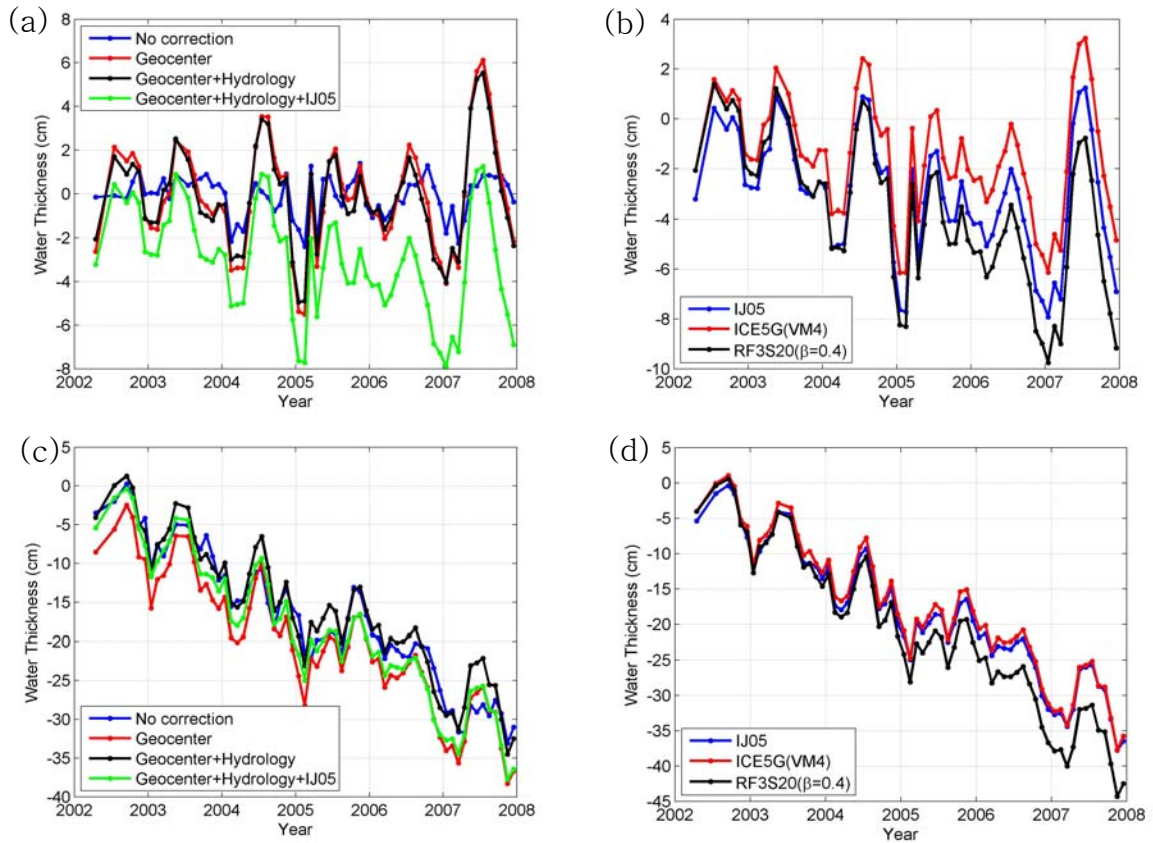 (a)
8
6
4
2
0
-2
-4
-6
-8
Water Thickness (cm)
No correction
Geocenter
Geocenter+Hydrology
Geocenter+Hydrology+IJ05
2002 2003 2004 2005 2006 2007 2008
Year
(b)
4
2
0
-2
-4
-6
-8
-10
Water Thickness (cm)
IJ05
ICE5G(VM4)
RF3S20(β=0.4)
2002 2003 2004 2005 2006 2007 2008
Year
(c)
5
0
-5
-10
-15
-20
-25
-30
-35
-40
Water Thickness (cm)
No correction
Geocenter
Geocenter+Hydrology
Geocenter+Hydrology+IJ05
2002 2003 2004 2005 2006 2007 2008
Year
(d)
5
0
-5
-10
-15
-20
-25
-30
-35
-40
-45
Water Thickness (cm)
IJ05
ICE5G(VM4)
RF3S20(β=0.4)
2002 2003 2004 2005 2006 2007 2008
Year